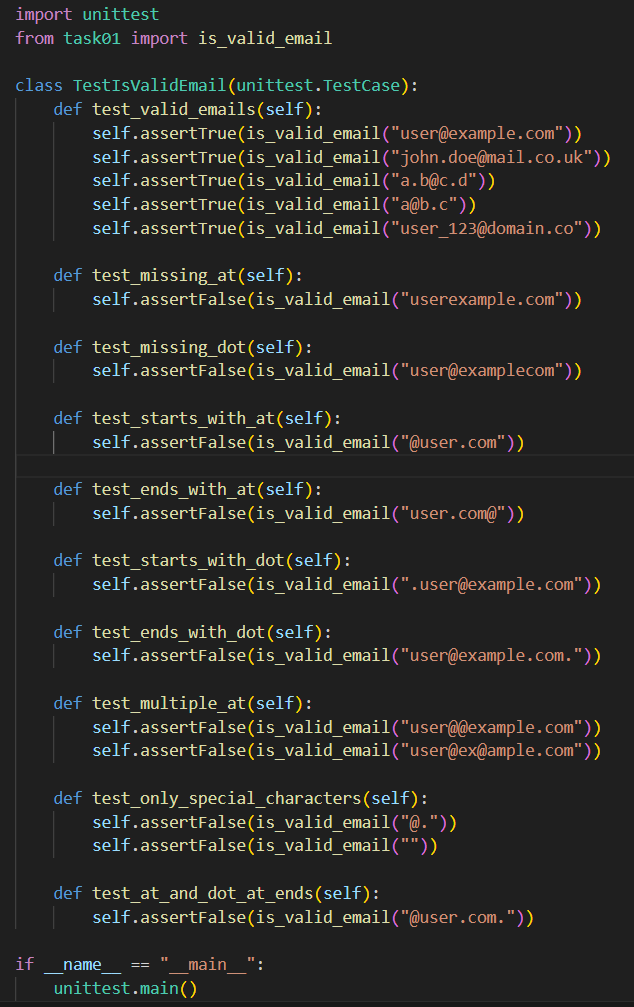 import unittest
from task01 import is_valid_email

class TestIsValidEmail(unittest.TestCase):
    def test_valid_emails(self):
        self.assertTrue(is_valid_email("user@example.com"))
        self.assertTrue(is_valid_email("john.doe@mail.co.uk"))
        self.assertTrue(is_valid_email("a.b@c.d"))
        self.assertTrue(is_valid_email("a@b.c"))
        self.assertTrue(is_valid_email("user_123@domain.co"))

    def test_missing_at(self):
        self.assertFalse(is_valid_email("userexample.com"))

    def test_missing_dot(self):
        self.assertFalse(is_valid_email("user@examplecom"))

    def test_starts_with_at(self):
        self.assertFalse(is_valid_email("@user.com"))

    def test_ends_with_at(self):
        self.assertFalse(is_valid_email("user.com@"))

    def test_starts_with_dot(self):
        self.assertFalse(is_valid_email(".user@example.com"))

    def test_ends_with_dot(self):
        self.assertFalse(is_valid_email("user@example.com."))

    def test_multiple_at(self):
        self.assertFalse(is_valid_email("user@@example.com"))
        self.assertFalse(is_valid_email("user@ex@ample.com"))

    def test_only_special_characters(self):
        self.assertFalse(is_valid_email("@."))
        self.assertFalse(is_valid_email(""))

    def test_at_and_dot_at_ends(self):
        self.assertFalse(is_valid_email("@user.com."))

if __name__ == "__main__":
    unittest.main()